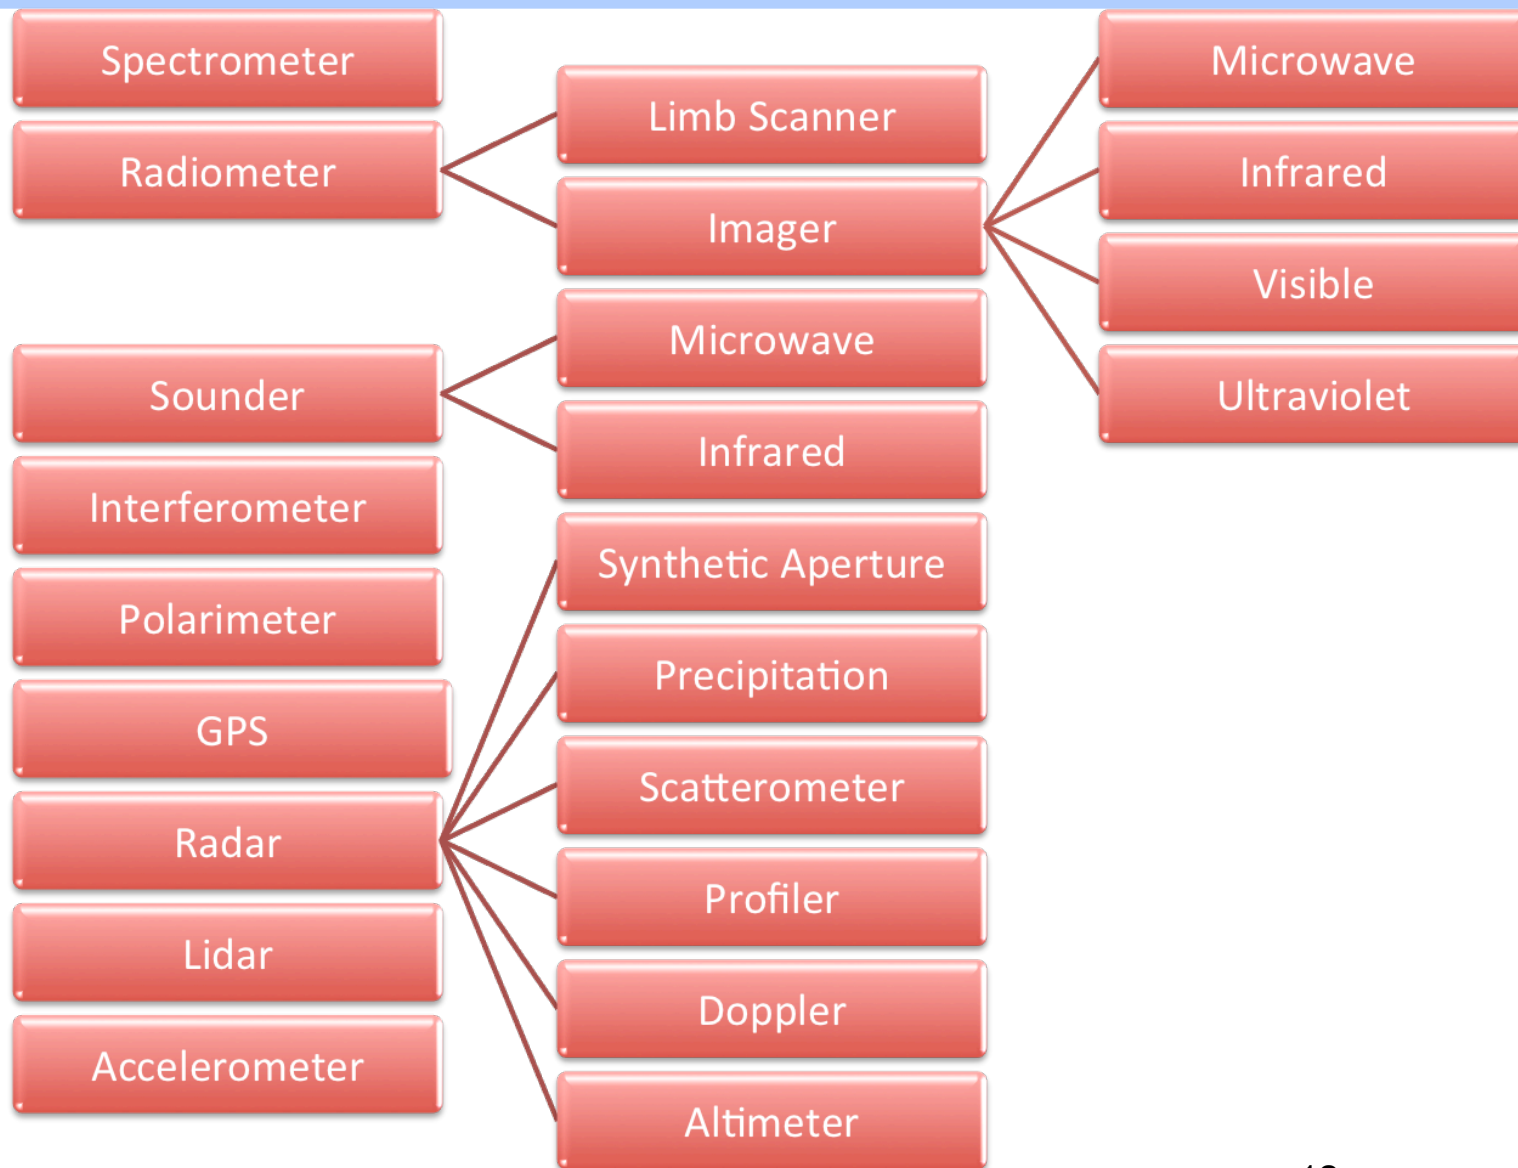 Spectrometer
Radiometer
Sounder
Interferometer
Polarimeter
GPS
Radar
Lidar
Accelerometer
Limb Scanner
Imager
Microwave
Infrared
Synthetic Aperture
Precipitation
Scatterometer
Profiler
Doppler
Altimeter
Microwave
Infrared
Visible
Ultraviolet